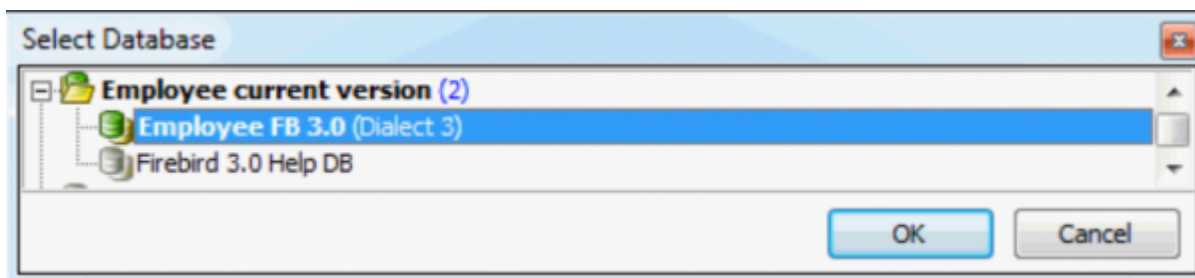 Select Database
Employee current version (2)
Employee FB 3.0 (Dialect 3)
Firebird 3.0 Help DB
OK Cancel